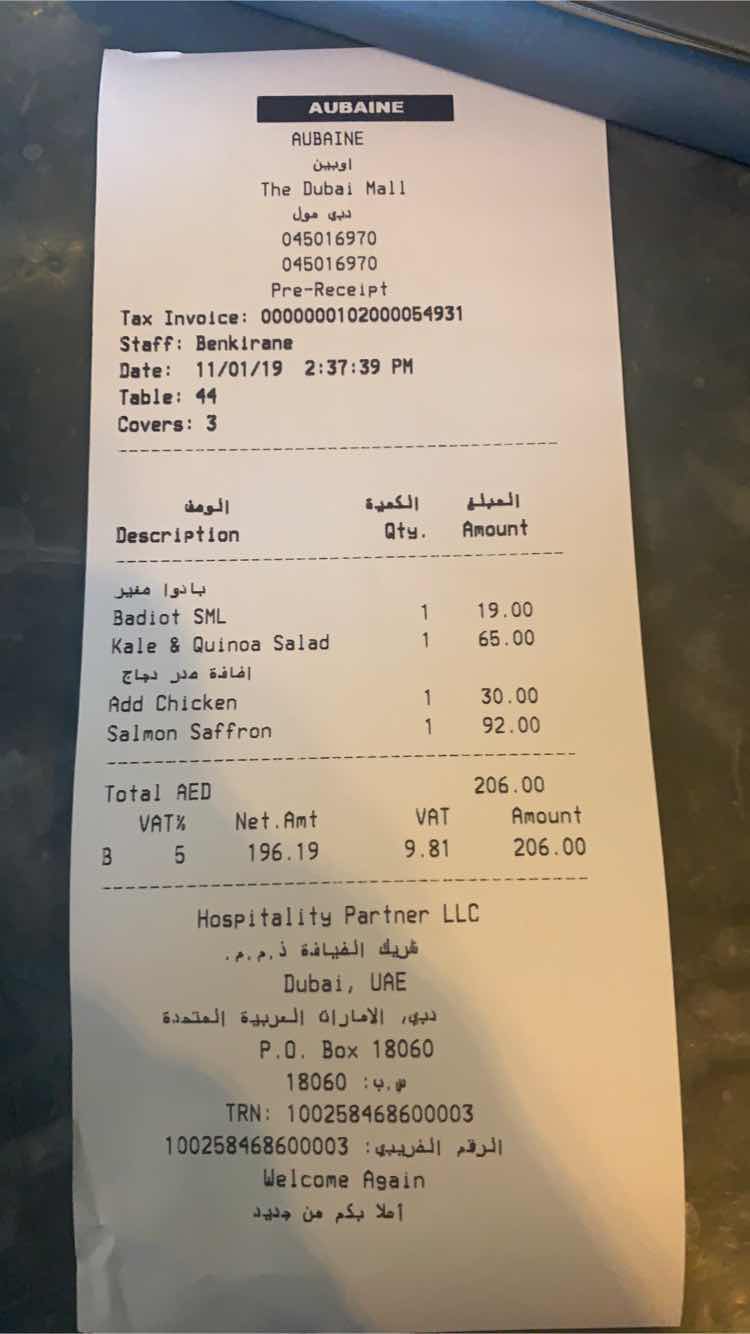 AUBAINE
AUBAINE
اوبين
The Dubai Mall
دبي مول
045016970
045016970
Pre-Receipt
Tax Invoice: 0000000102000054931
Staff: Benkirane
Date: 11/01/19 2:37:39 PM
Table: 44
Covers: 3
الوصف الكمية المبلغ
Description Qty. Amount
بادوا صغير
Badiot SML 1 19.00
Kale & Quinoa Salad 1 65.00
اضافة صدر دجاج
Add Chicken 1 30.00
Salmon Saffron 1 92.00
Total AED 206.00
VAT% Net.Amt VAT Amount
B 5 196.19 9.81 206.00
Hospitality Partner LLC
شريك الضيافة ذ.م.م.
Dubai, UAE
دبي, الامارات العربية المتحدة
P.O. Box 18060
ص.ب: 18060
TRN: 100258468600003
الرقم الضريبي: 100258468600003
Welcome Again
أهلا بكم من جديد